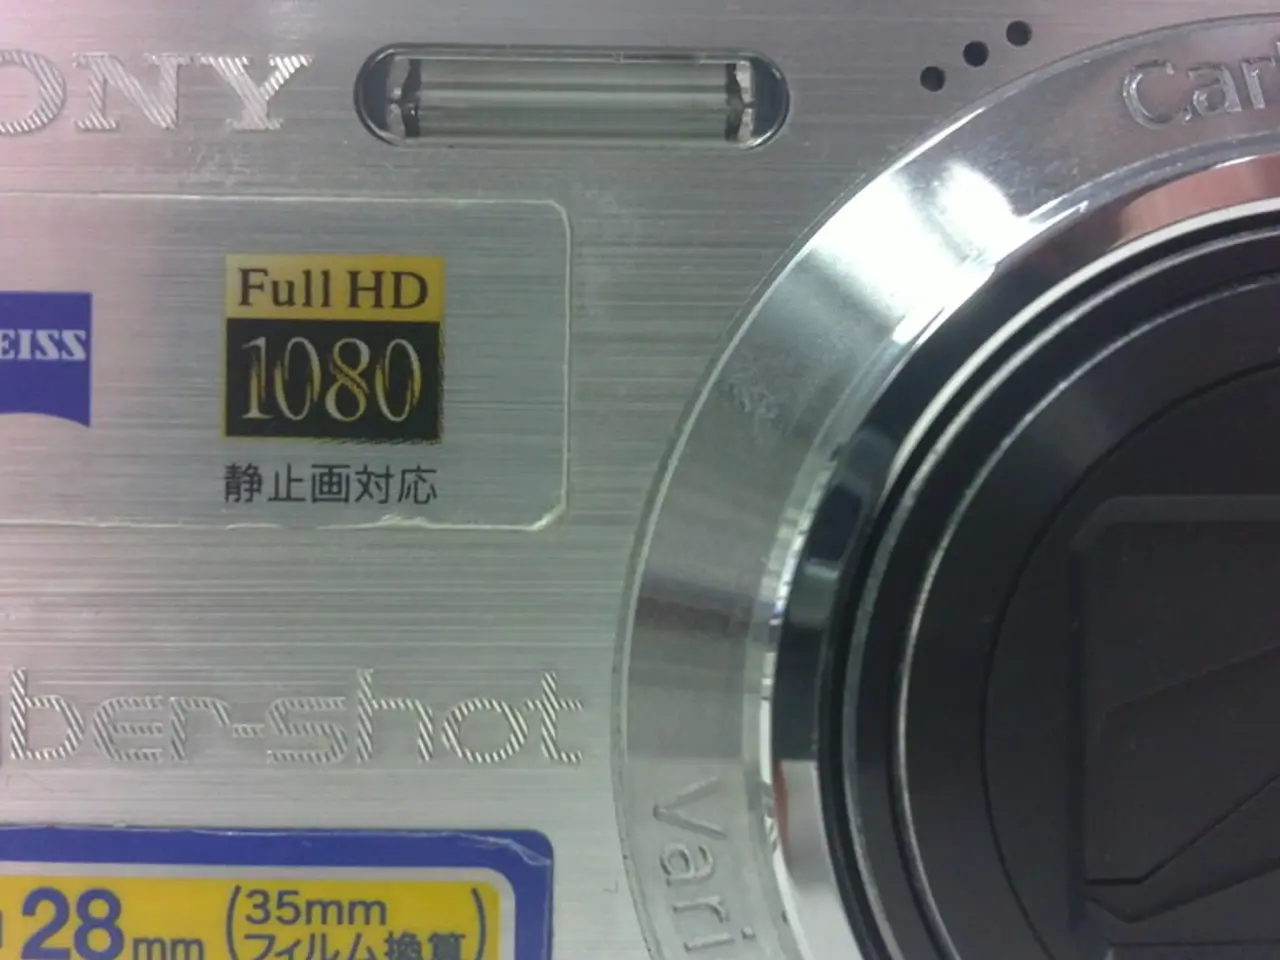 ONY
Carl
EISS
Full HD
1080
静止画対応
ber-shot
Vari
28mm (35mm
フィルム換算)